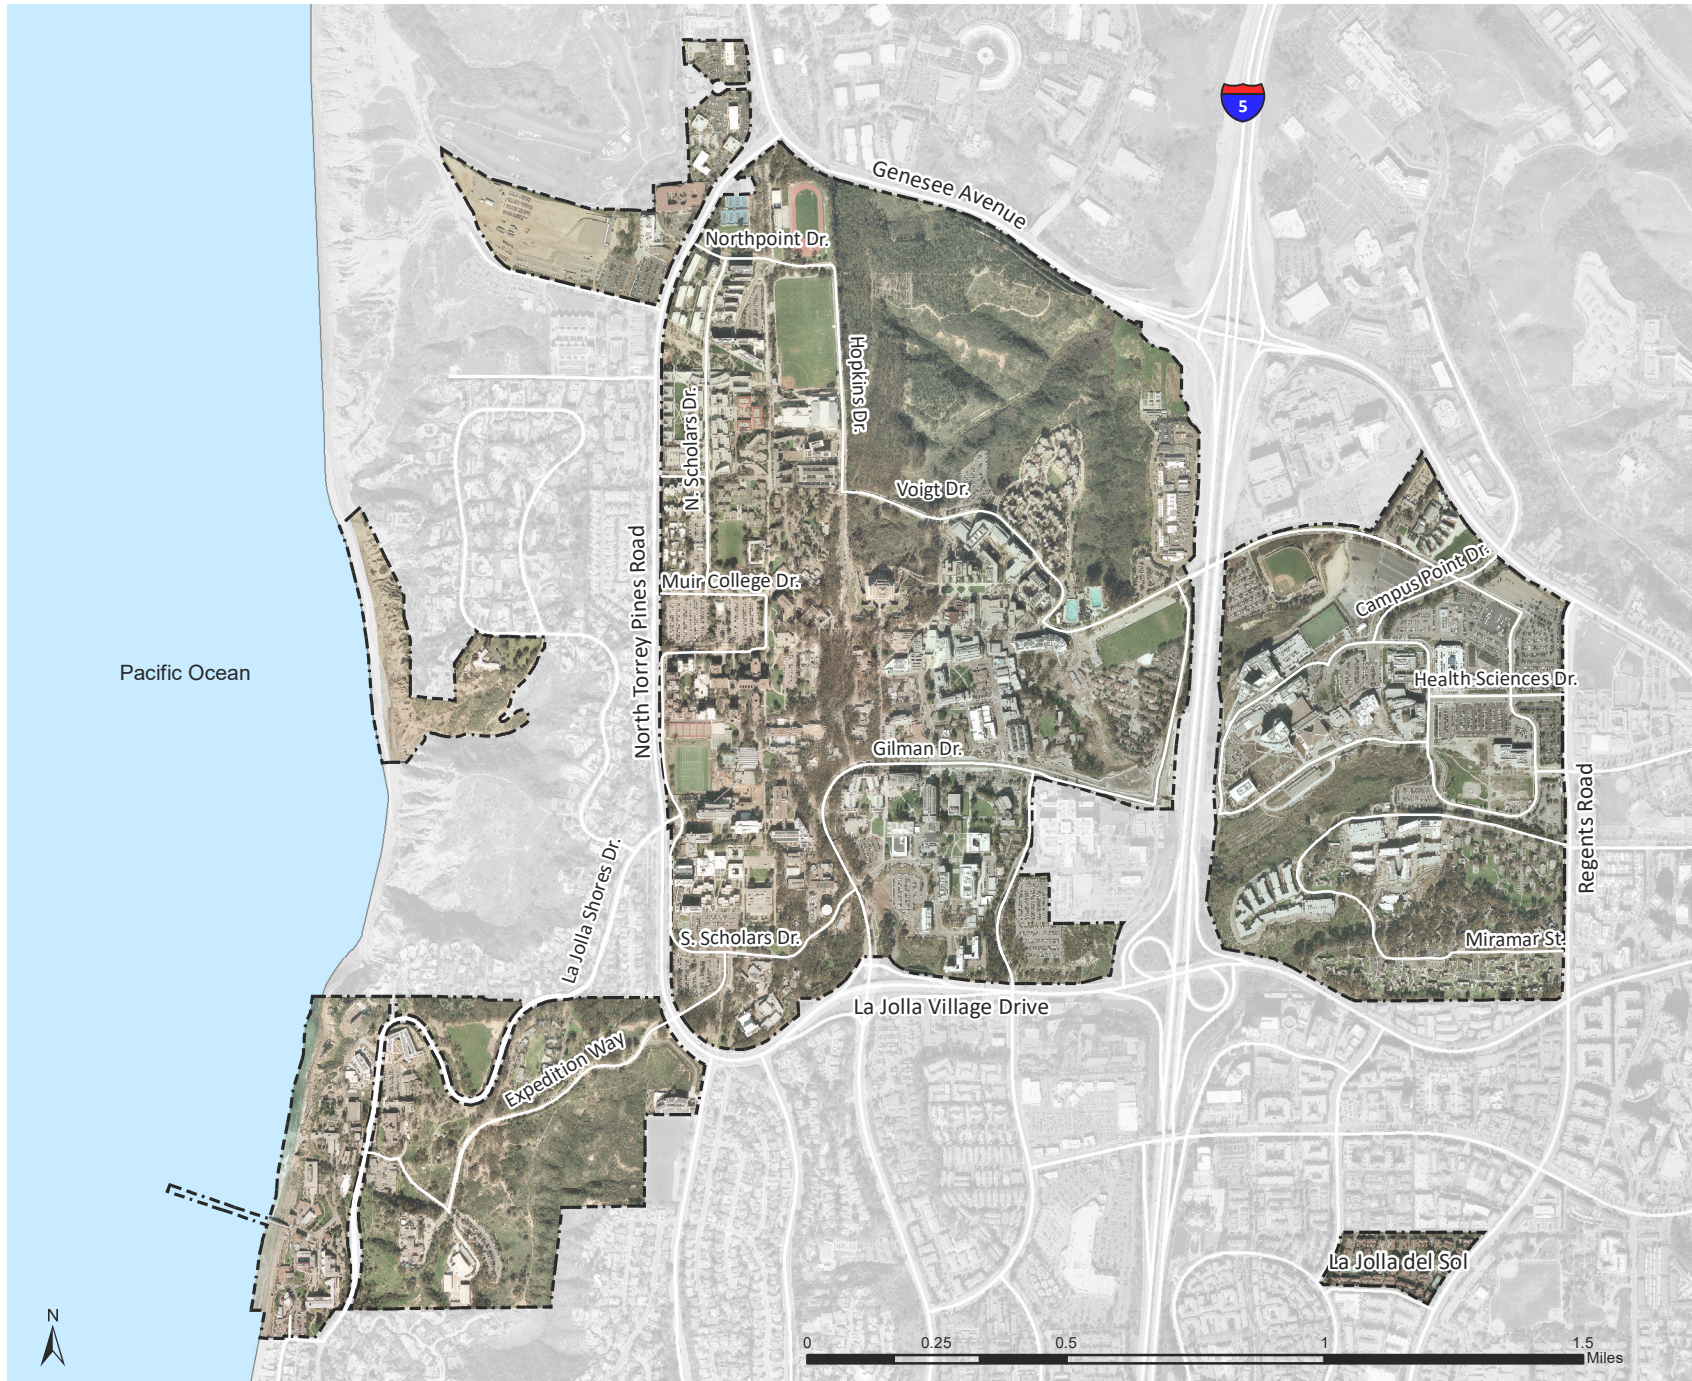 5
Genesee Avenue
Northpoint Dr.
Hopkins Dr.
N. Scholars Dr.
Voigt Dr.
North Torrey Pines Road
Muir College Dr.
Campus Point Dr.
Pacific Ocean
Health Sciences Dr.
Gilman Dr.
Regents Road
La Jolla Shores Dr.
S. Scholars Dr.
Miramar St.
La Jolla Village Drive
Expedition Way
La Jolla del Sol
N
0 0.25 0.5 1 1.5
Miles